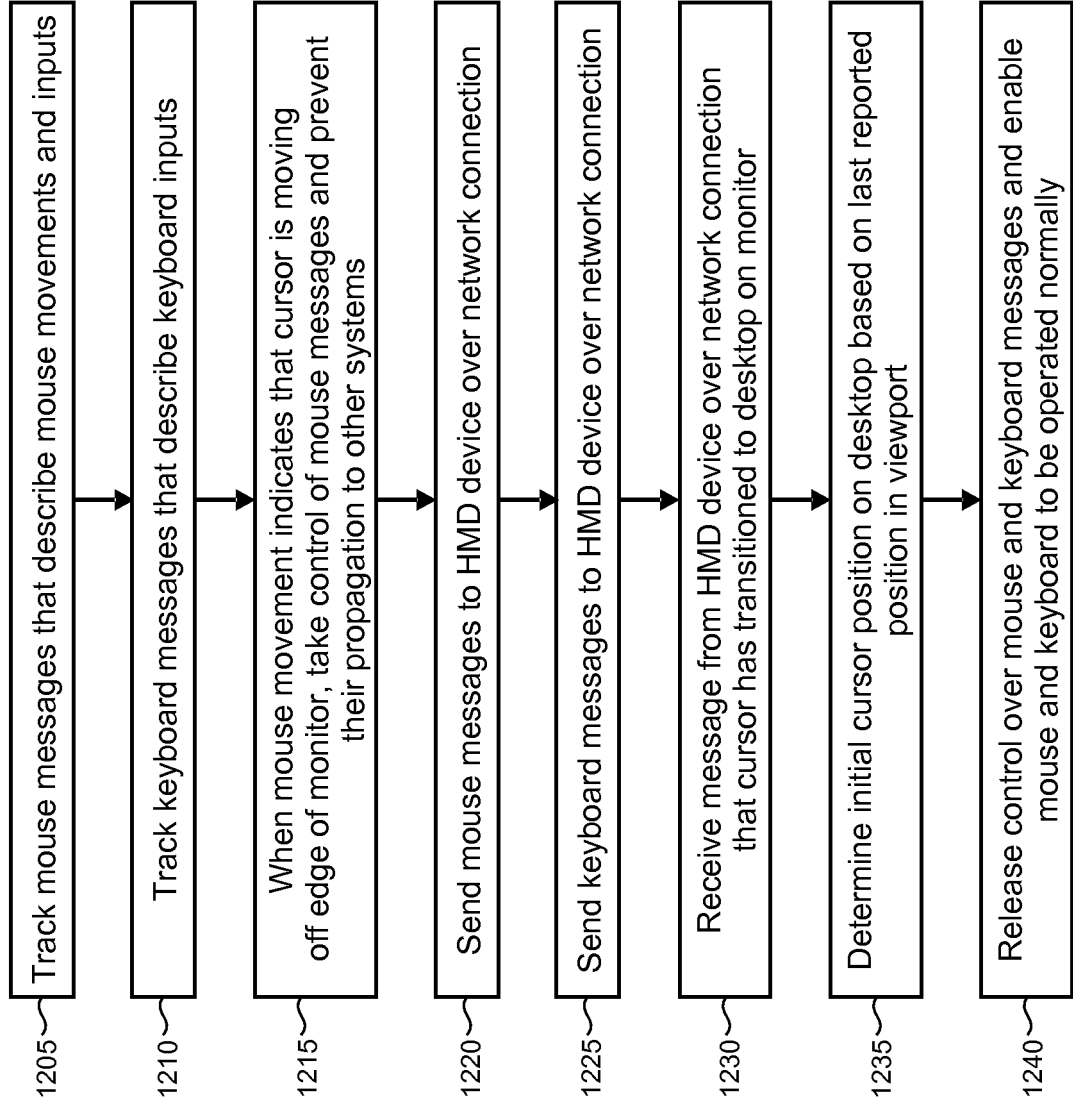 1205
Track mouse messages that describe mouse movements and inputs
1210
Track keyboard messages that describe keyboard inputs
1215
When mouse movement indicates that cursor is moving
off edge of monitor, take control of mouse messages and prevent
their propagation to other systems
1220
Send mouse messages to HMD device over network connection
1225
Send keyboard messages to HMD device over network connection
1230
Receive message from HMD device over network connection
that cursor has transitioned to desktop on monitor
1235
Determine initial cursor position on desktop based on last reported
position in viewport
1240
Release control over mouse and keyboard messages and enable
mouse and keyboard to be operated normally